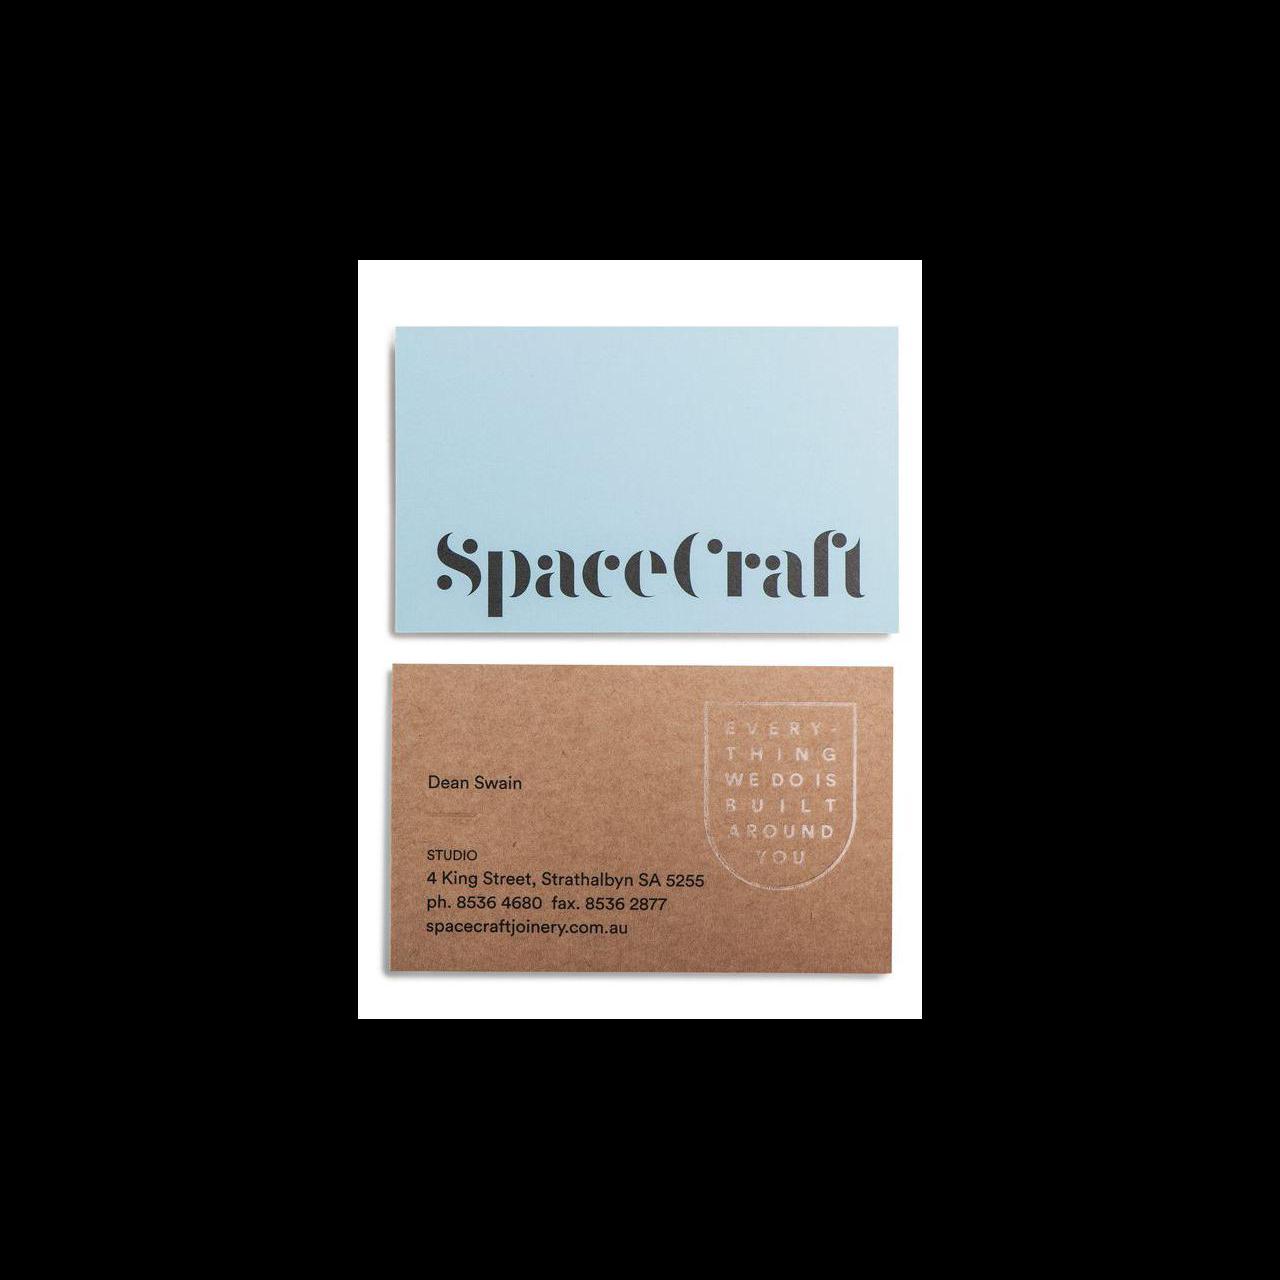 SpaceCraft
EVERY-
THING
WE DO IS
BUILT
AROUND
YOU
Dean Swain
STUDIO
4 King Street, Strathalbyn SA 5255
ph. 8536 4680  fax. 8536 2877
spacecraftjoinery.com.au